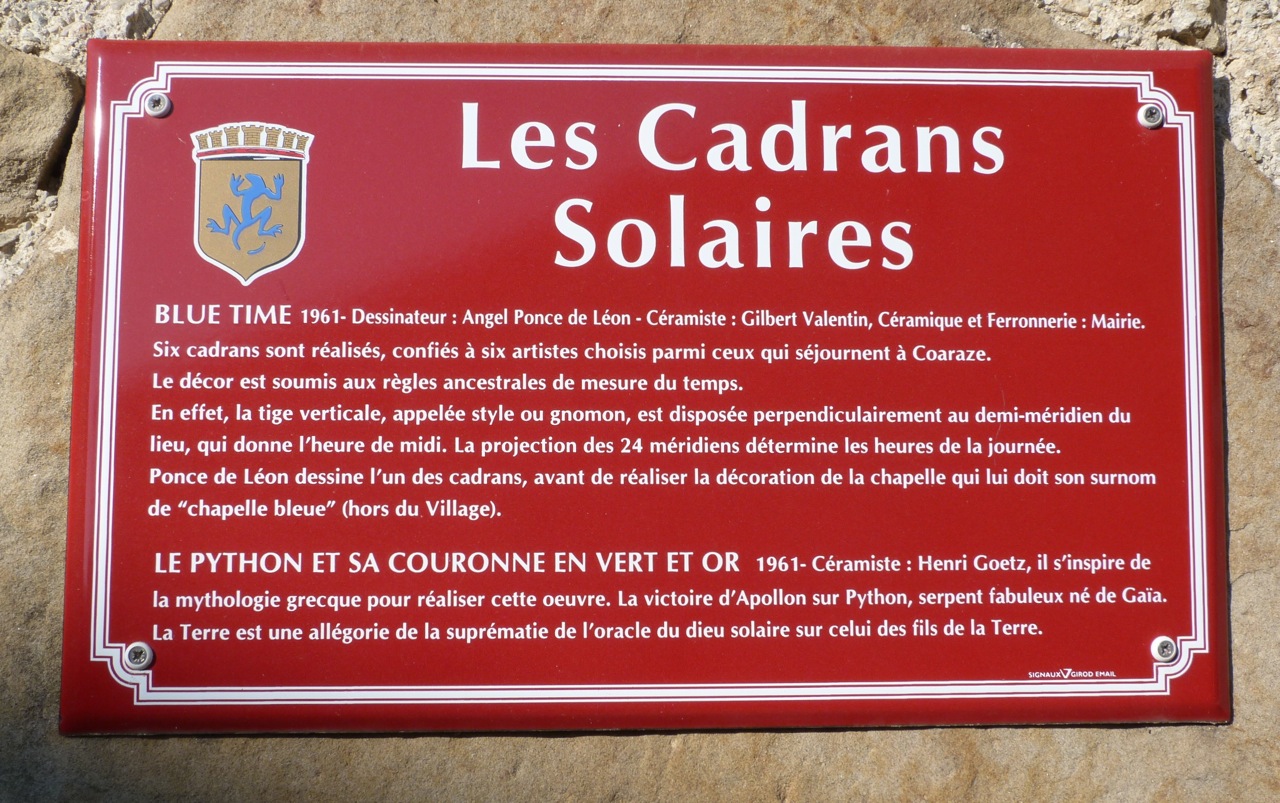 Les Cadrans
Solaires
BLUE TIME 1961- Dessinateur : Angel Ponce de Léon - Céramiste : Gilbert Valentin, Céramique et Ferronnerie : Mairie.
Six cadrans sont réalisés, confiés à six artistes choisis parmi ceux qui séjournent à Coaraze.
Le décor est soumis aux règles ancestrales de mesure du temps.
En effet, la tige verticale, appelée style ou gnomon, est disposée perpendiculairement au demi-méridien du
lieu, qui donne l’heure de midi. La projection des 24 méridiens détermine les heures de la journée.
Ponce de Léon dessine l’un des cadrans, avant de réaliser la décoration de la chapelle qui lui doit son surnom
de “chapelle bleue” (hors du Village).
LE PYTHON ET SA COURONNE EN VERT ET OR 1961- Céramiste : Henri Goetz, il s’inspire de
la mythologie grecque pour réaliser cette oeuvre. La victoire d’Apollon sur Python, serpent fabuleux né de Gaïa.
La Terre est une allégorie de la suprématie de l’oracle du dieu solaire sur celui des fils de la Terre.
SIGNAUX GIROD EMAIL